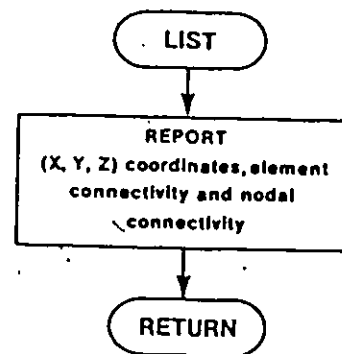 LIST
REPORT
(X, Y, Z) coordinates, element
connectivity and nodal
connectivity
RETURN